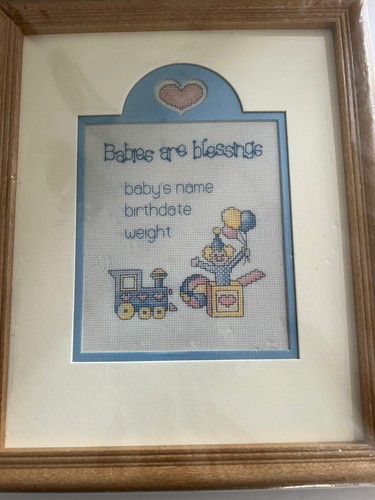 Babies are blessings
baby's name
birthdate
weight